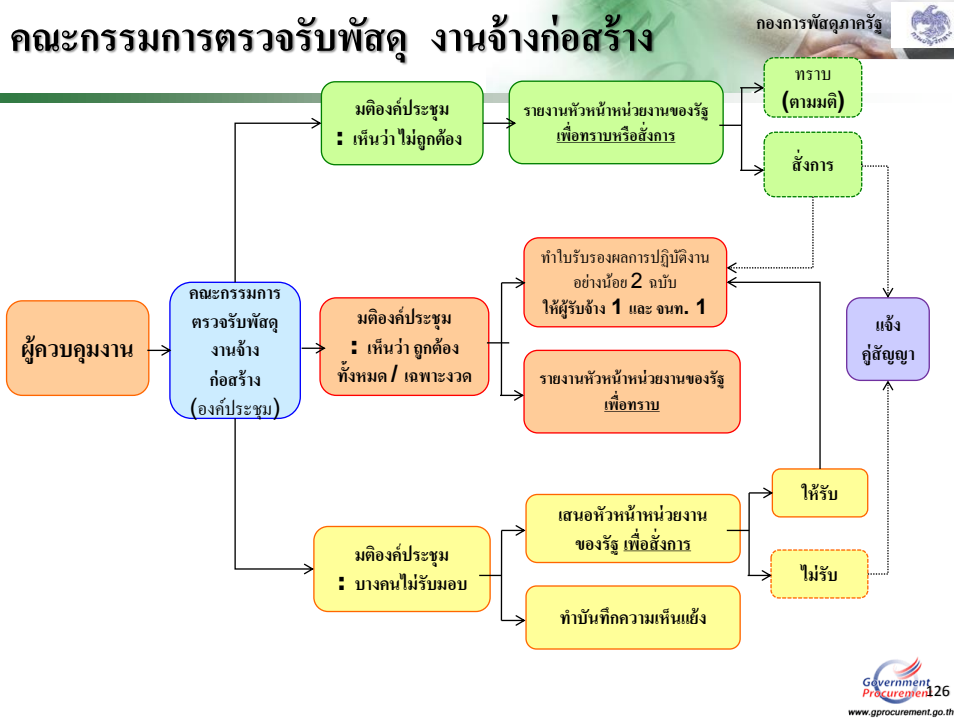 คณะกรรมการตรวจรับพัสดุ งานจ้างก่อสร้าง
กองการพัสดุภาครัฐ
มติองค์ประชุม
: เห็นว่า ไม่ถูกต้อง
รายงานหัวหน้าหน่วยงานของรัฐ
เพื่อทราบหรือสั่งการ
ทราบ
(ตามมติ)
สั่งการ
ผู้ควบคุมงาน
คณะกรรมการ
ตรวจรับพัสดุ
งานจ้าง
ก่อสร้าง
(องค์ประชุม)
มติองค์ประชุม
: เห็นว่า ถูกต้อง
ทั้งหมด / เฉพาะงวด
ทำใบรับรองผลการปฏิบัติงาน
อย่างน้อย 2 ฉบับ
ให้ผู้รับจ้าง 1 และ จนท. 1
รายงานหัวหน้าหน่วยงานของรัฐ
เพื่อทราบ
แจ้ง
คู่สัญญา
มติองค์ประชุม
: บางคนไม่รับมอบ
เสนอหัวหน้าหน่วยงาน
ของรัฐ เพื่อสั่งการ
ทำบันทึกความเห็นแย้ง
ให้รับ
ไม่รับ
Government
Procurement
126
www.gprocurement.go.th